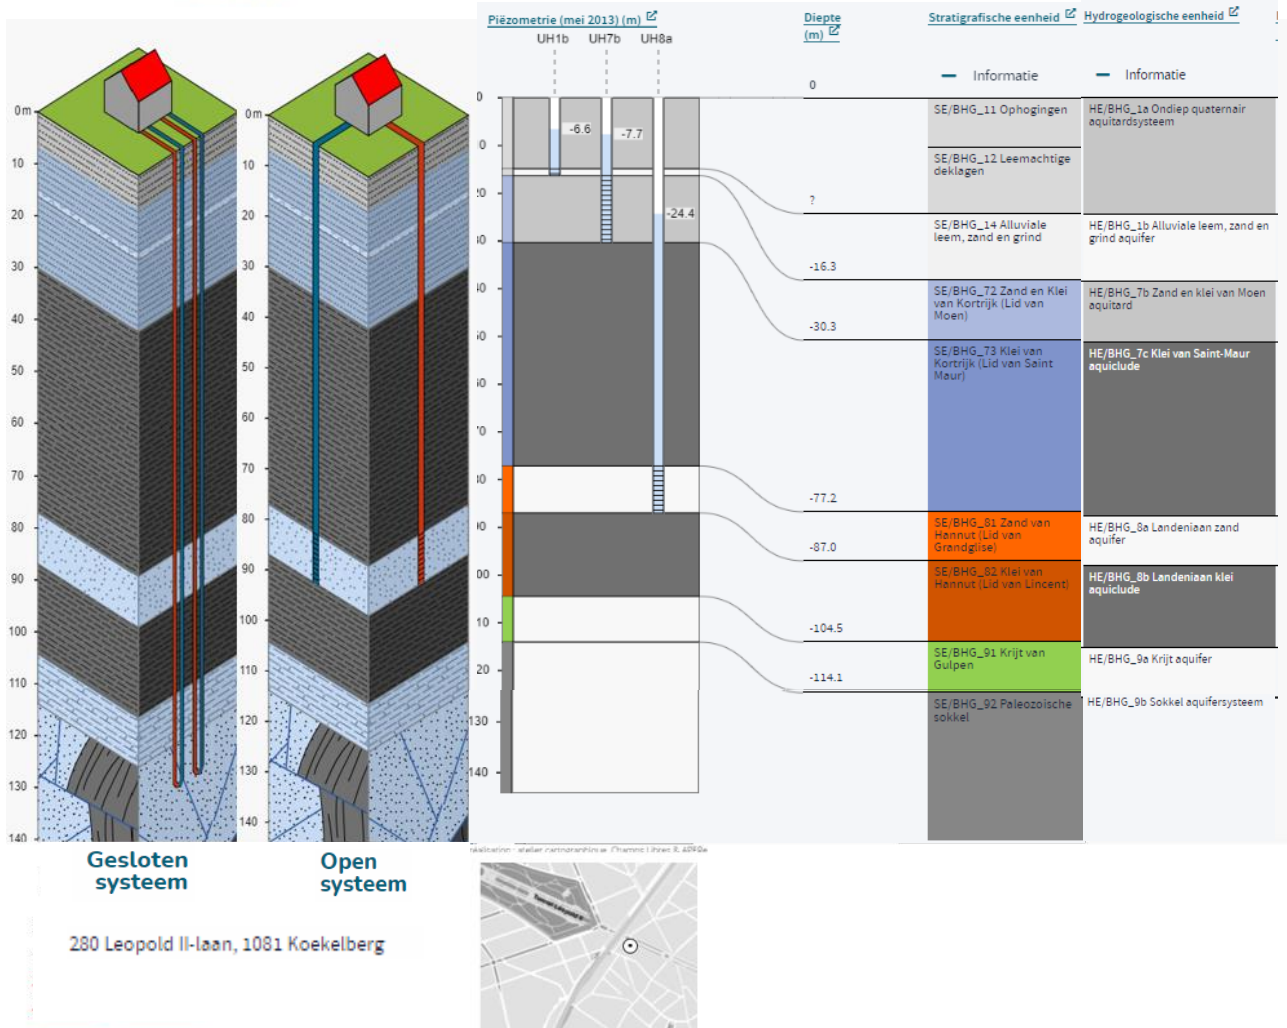 Piëzometrie (mei 2013) (m)
UH1b UH7b UH8a
Diepte
(m)
Stratigrafische eenheid
Hydrogeologische eenheid
Informatie
Informatie
0m
10
20
30
40
50
60
70
80
90
100
110
120
130
140
0m
10
20
30
40
50
60
70
80
90
100
110
120
130
140
0
-6.6
-7.7
-24.4
130
140
0
?
-16.3
-30.3
-77.2
-87.0
-104.5
-114.1
SE/BHG_11 Ophogingen
SE/BHG_12 Leemachtige
deklagen
SE/BHG_14 Alluviale
leem, zand en grind
SE/BHG_72 Zand en Klei
van Kortrijk (Lid van
Moen)
SE/BHG_73 Klei van
Kortrijk (Lid van Saint
Maur)
SE/BHG_81 Zand van
Hannut (Lid van
Grandglise)
SE/BHG_82 Klei van
Hannut (Lid van Lincent)
SE/BHG_91 Krijt van
Gulpen
SE/BHG_92 Paleozoische
sokkel
HE/BHG_1a Ondiep quaternair
aquitardsysteem
HE/BHG_1b Alluviale leem, zand en
grind aquifer
HE/BHG_7b Zand en klei van Moen
aquitard
HE/BHG_7c Klei van Saint-Maur
aquiclude
HE/BHG_8a Landeniaan zand
aquifer
HE/BHG_8b Landeniaan klei
aquiclude
HE/BHG_9a Krijt aquifer
HE/BHG_9b Sokkel aquifersysteem
Gesloten
systeem
Open
systeem
280 Leopold II-laan, 1081 Koekelberg
Tunnel Léopold II